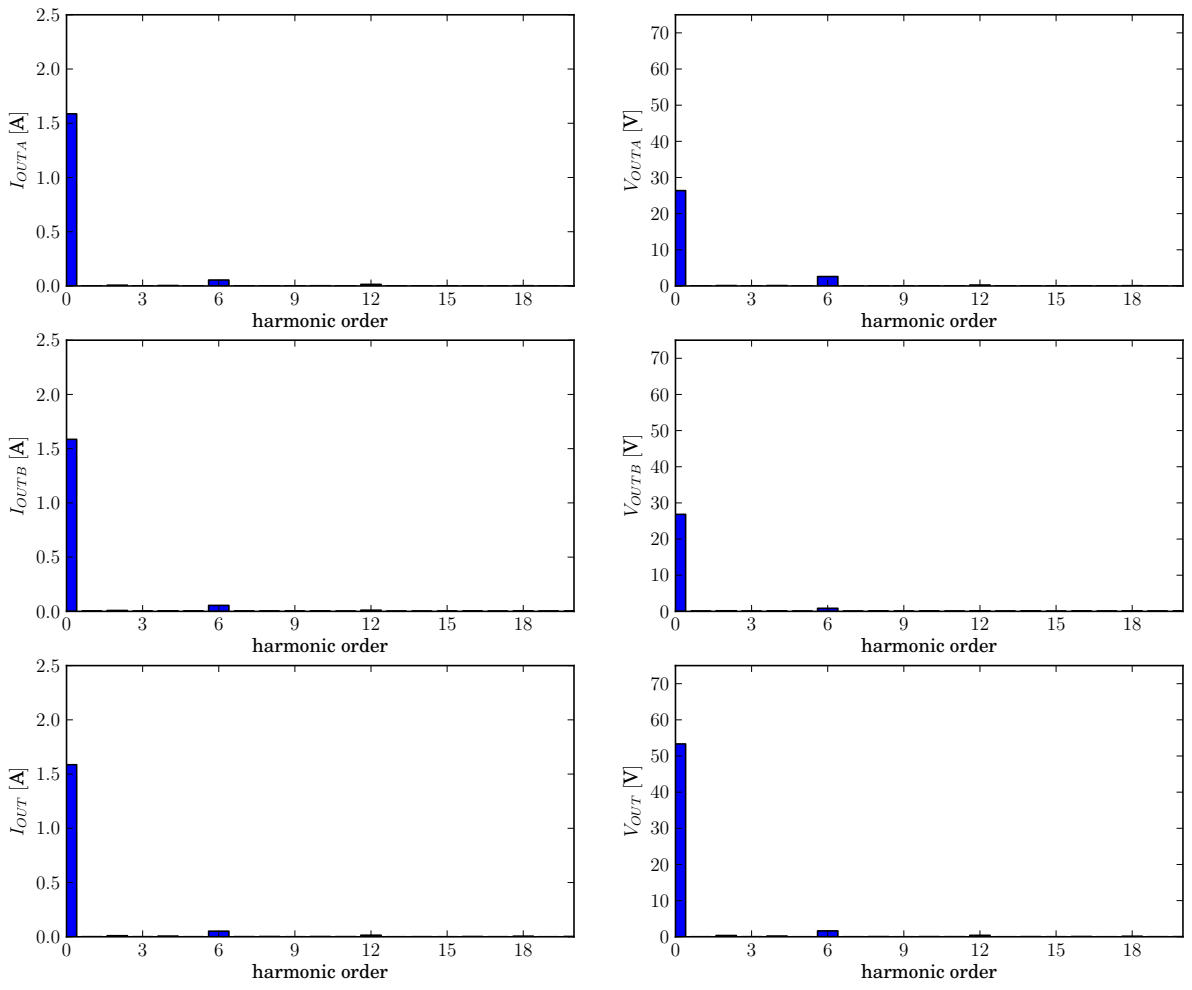 2.5
2.0
1.5
1.0
0.5
0.0
I_OUTA [A]
0 3 6 9 12 15 18
harmonic order
70
60
50
40
30
20
10
0
V_OUTA [V]
0 3 6 9 12 15 18
harmonic order
2.5
2.0
1.5
1.0
0.5
0.0
I_OUTB [A]
0 3 6 9 12 15 18
harmonic order
70
60
50
40
30
20
10
0
V_OUTB [V]
0 3 6 9 12 15 18
harmonic order
2.5
2.0
1.5
1.0
0.5
0.0
I_OUT [A]
0 3 6 9 12 15 18
harmonic order
70
60
50
40
30
20
10
0
V_OUT [V]
0 3 6 9 12 15 18
harmonic order